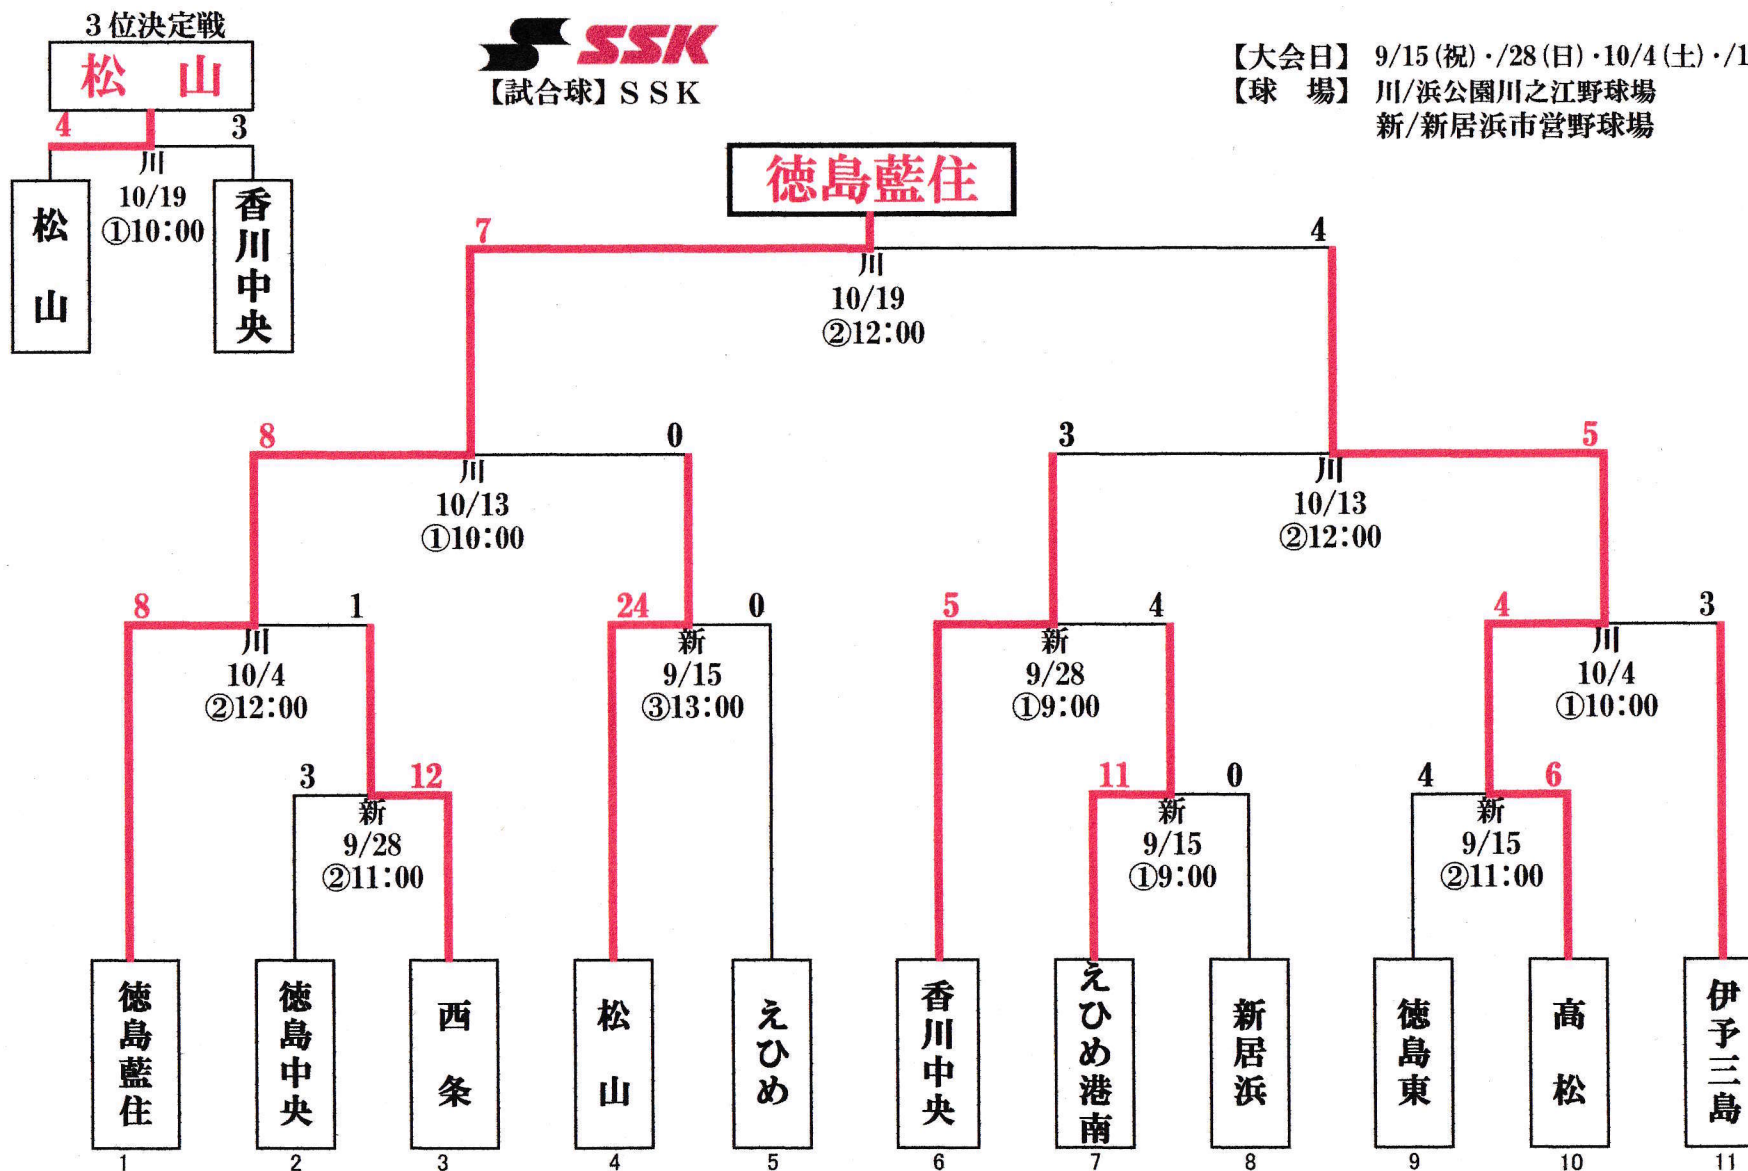 3位決定戦
松 山
4
3
川
10/19
①10:00
松山
香川中央
SSK
【試合球】SSK
【大会日】 9/15(祝)・/28(日)・10/4(土)・/1
【球 場】 川/浜公園川之江野球場
新/新居浜市営野球場
徳島藍住
7
4
川
10/19
②12:00
8
0
川
10/13
①10:00
3
5
川
10/13
②12:00
8
1
川
10/4
②12:00
24
0
新
9/15
③13:00
5
4
新
9/28
①9:00
4
3
川
10/4
①10:00
3
12
新
9/28
②11:00
11
0
新
9/15
①9:00
4
6
新
9/15
②11:00
徳島藍住
徳島中央
西条
松山
えひめ
香川中央
えひめ港南
新居浜
徳島東
高松
伊予三島
1
2
3
4
5
6
7
8
9
10
11